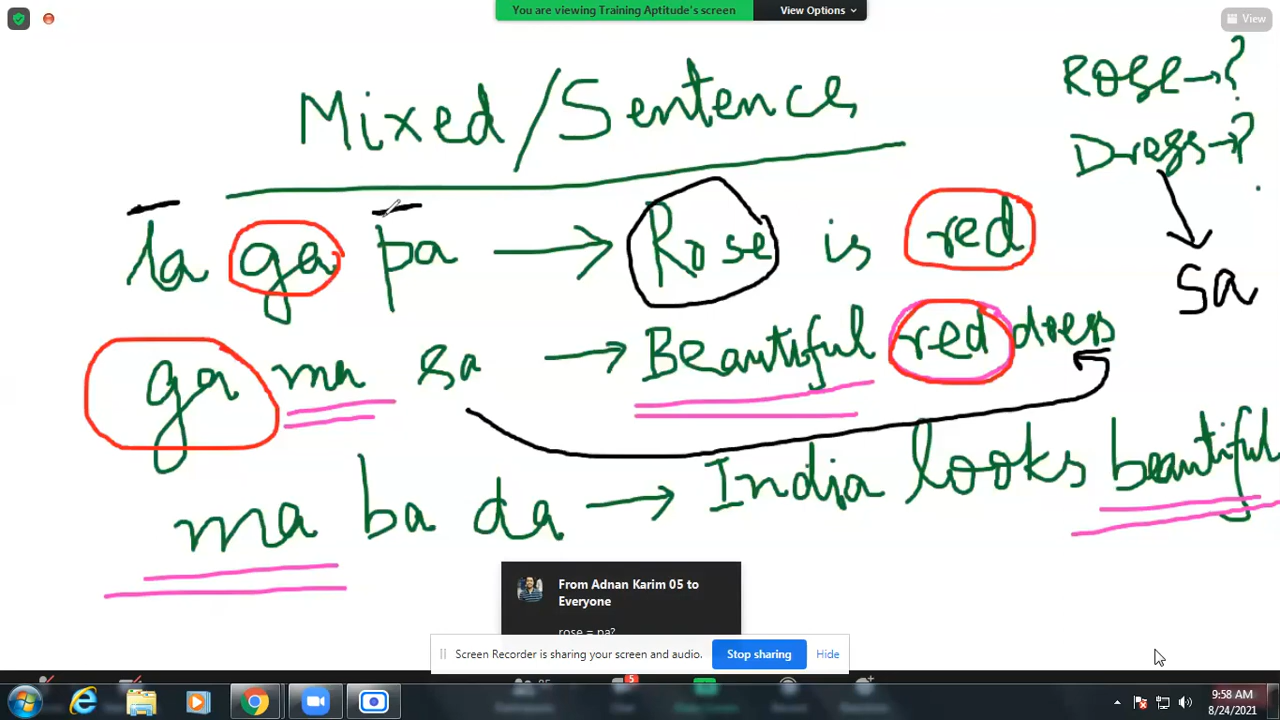 You are viewing Training Aptitude's screen
View Options
View
Mixed/Sentence
Rose → ?
Dress → ?
sa
la ga pa → Rose is red
ga ma sa → Beautiful red dress
ma ba da → India looks beautiful
From Adnan Karim 05 to
Everyone
rose = pa?
Screen Recorder is sharing your screen and audio.
Stop sharing
Hide
5
9:58 AM
8/24/2021